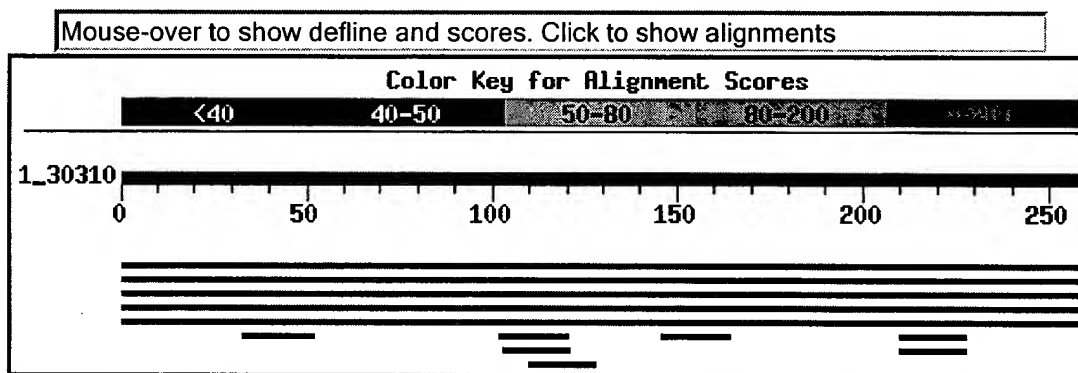 Mouse-over to show defline and scores. Click to show alignments
Color Key for Alignment Scores
<40 40-50 50-80 80-200
1_30310
0 50 100 150 200 250